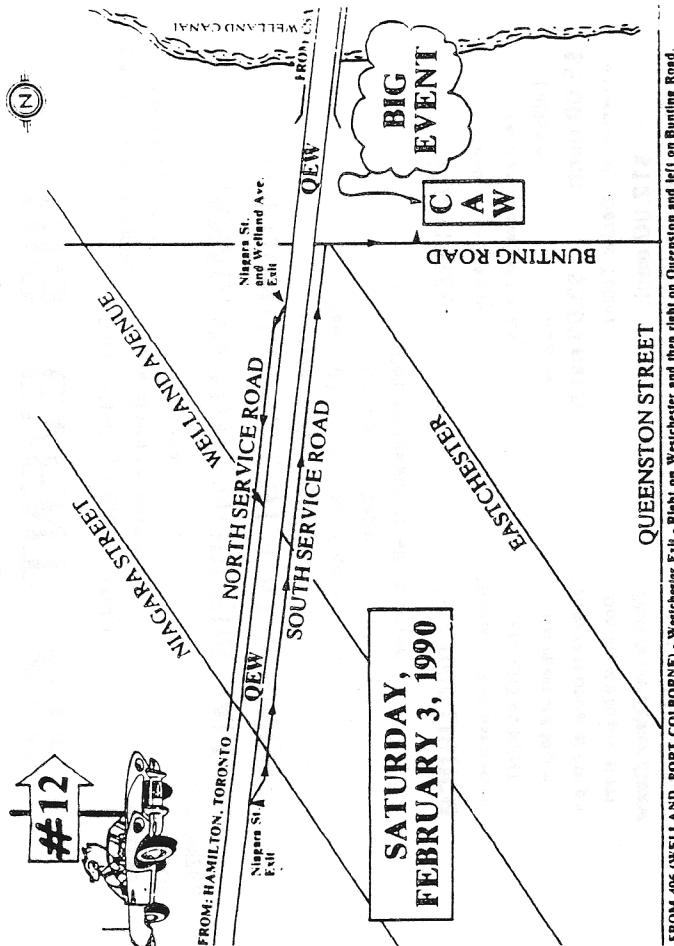 #12
N
WELLAND CANAL
FROM:
FROM: HAMILTON, TORONTO
NIAGARA STREET
WELLAND AVENUE
Niagara St.
and Welland Ave.
Exit
NORTH SERVICE ROAD
QEW
QEW
Niagara St.
Exit
SOUTH SERVICE ROAD
BIG
EVENT
C
A
W
BUNTING ROAD
EASTCHESTER
SATURDAY,
FEBRUARY 3, 1990
QUEENSTON STREET
FROM 406 (WELLAND, PORT COLBORNE) - Westchester Exit - Right on Westchester and then right on Queenston and left on Bunting Road.